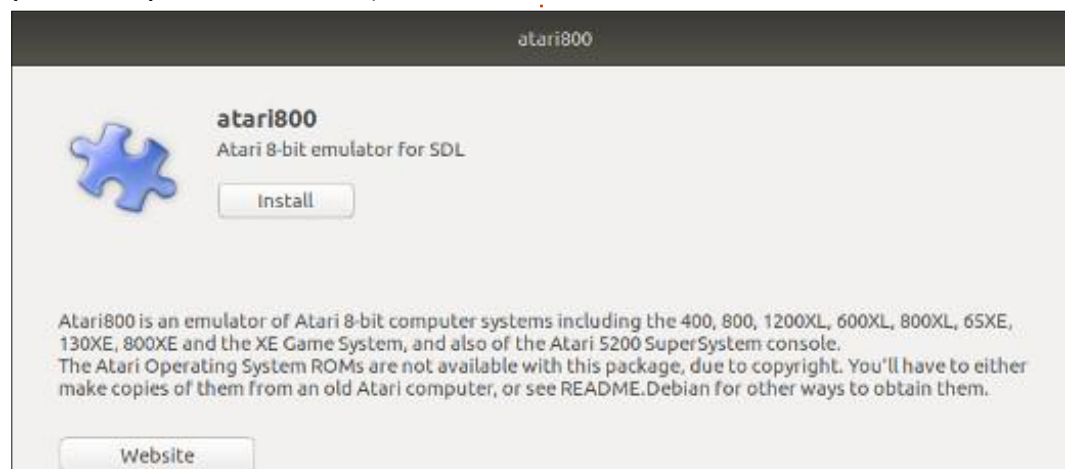 atari800
atari800
Atari 8-bit emulator for SDL
Install
Atari800 is an emulator of Atari 8-bit computer systems including the 400, 800, 1200XL, 600XL, 800XL, 65XE,
130XE, 800XE and the XE Game System, and also of the Atari 5200 SuperSystem console.
The Atari Operating System ROMs are not available with this package, due to copyright. You'll have to either
make copies of them from an old Atari computer, or see README.Debian for other ways to obtain them.
Website